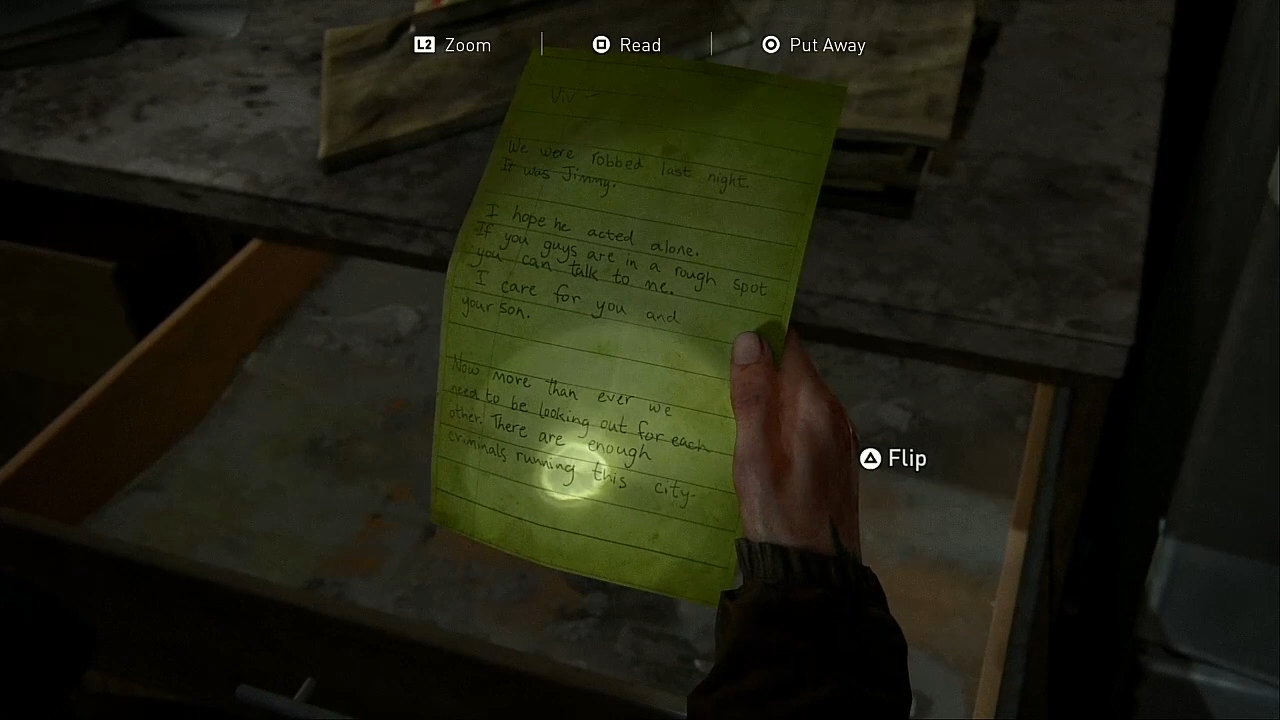 L2 Zoom
Read
Put Away
Viv -
We were robbed last night.
It was Jimmy.
I hope he acted alone.
If you guys are in a rough spot
you can talk to me.
I care for you and
your son.
Now more than ever we
need to be looking out for each
other. There are enough
criminals running this city.
Flip